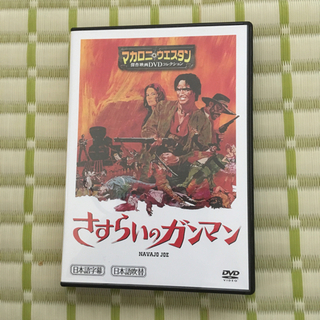 マカロニ・ウエスタン
傑作映画DVDコレクション
さすらいのガンマン
HAVAJO JOE
日本語字幕 日本語吹替
DVD
VIDEO